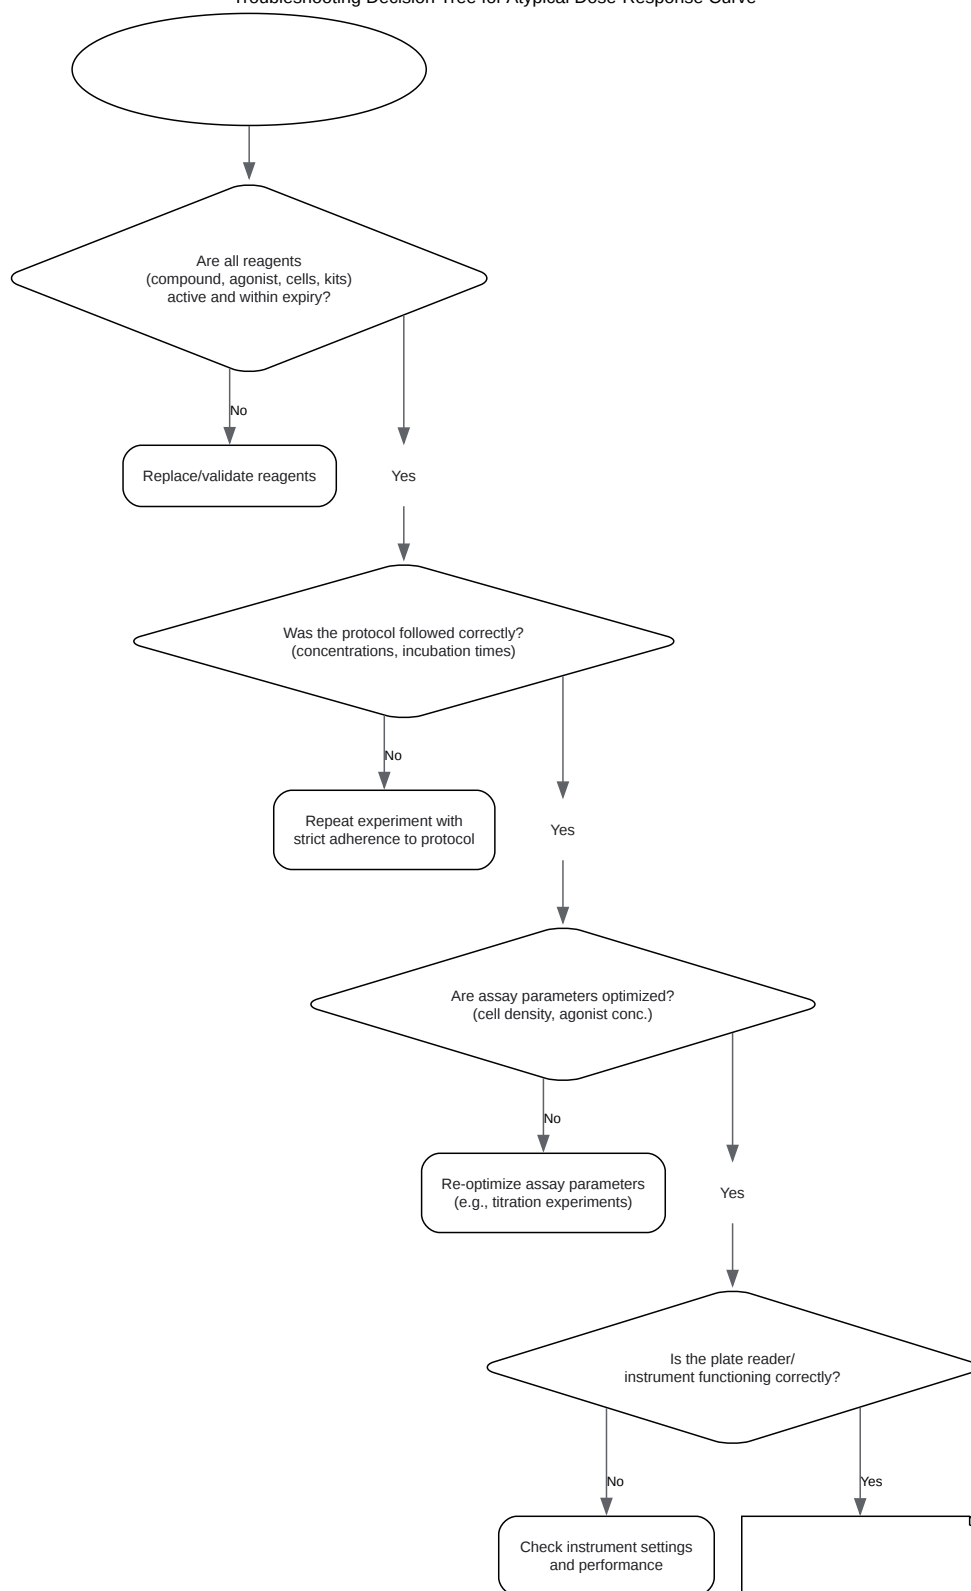 Troubleshooting Decision Tree for Atypical Dose-Response Curve
Are all reagents
(compound, agonist, cells, kits)
active and within expiry?
No
Replace/validate reagents
Yes
Was the protocol followed correctly?
(concentrations, incubation times)
No
Repeat experiment with
strict adherence to protocol
Yes
Are assay parameters optimized?
(cell density, agonist conc.)
No
Re-optimize assay parameters
(e.g., titration experiments)
Yes
Is the plate reader/
instrument functioning correctly?
No
Yes
Check instrument settings
and performance